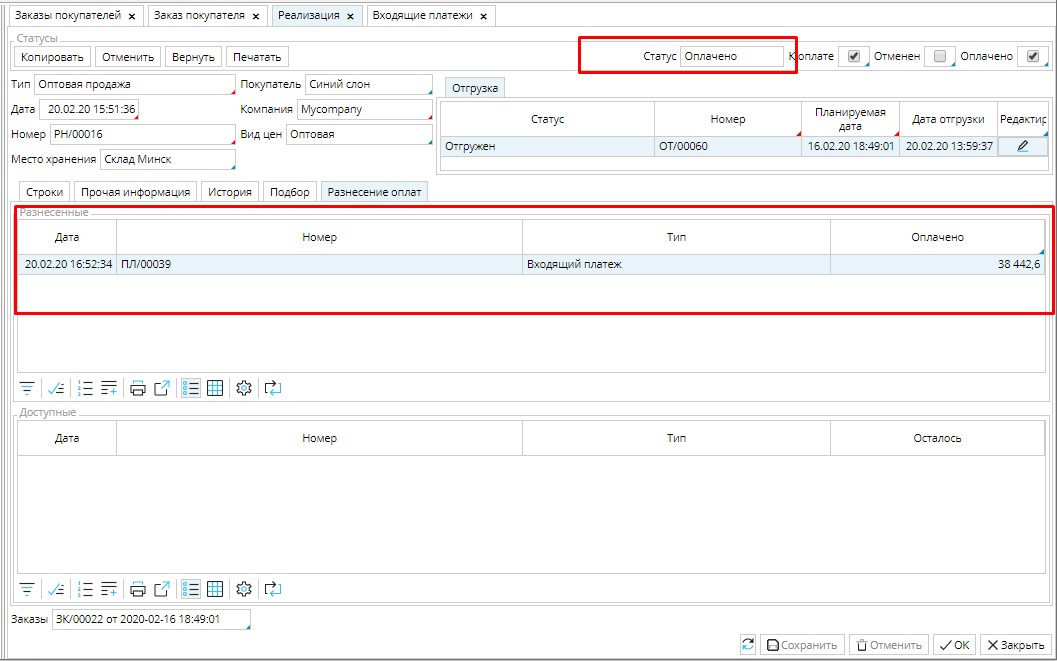 Заказы покупателей Заказ покупателя Реализация Входящие платежи
Статусы
Копировать Отменить Вернуть Печатать Статус Оплачено К оплате Отменен Оплачено
Тип Оптовая продажа Покупатель Синий слон
Дата 20.02.20 15:51:36 Компания Mycompany
Номер РН/00016 Вид цен Оптовая
Место хранения Склад Минск
Отгрузка
Статус Номер Планируемая дата Дата отгрузки Редактир
Отгружен ОТ/00060 16.02.20 18:49:01 20.02.20 13:59:37
Строки Прочая информация История Подбор Разнесение оплат
Разнесенные
Дата Номер Тип Оплачено
20.02.20 16:52:34 ПЛ/00039 Входящий платеж 38 442,6
Доступные
Дата Номер Тип Осталось
Заказы ЗК/00022 от 2020-02-16 18:49:01
Сохранить Отменить OK Закрыть